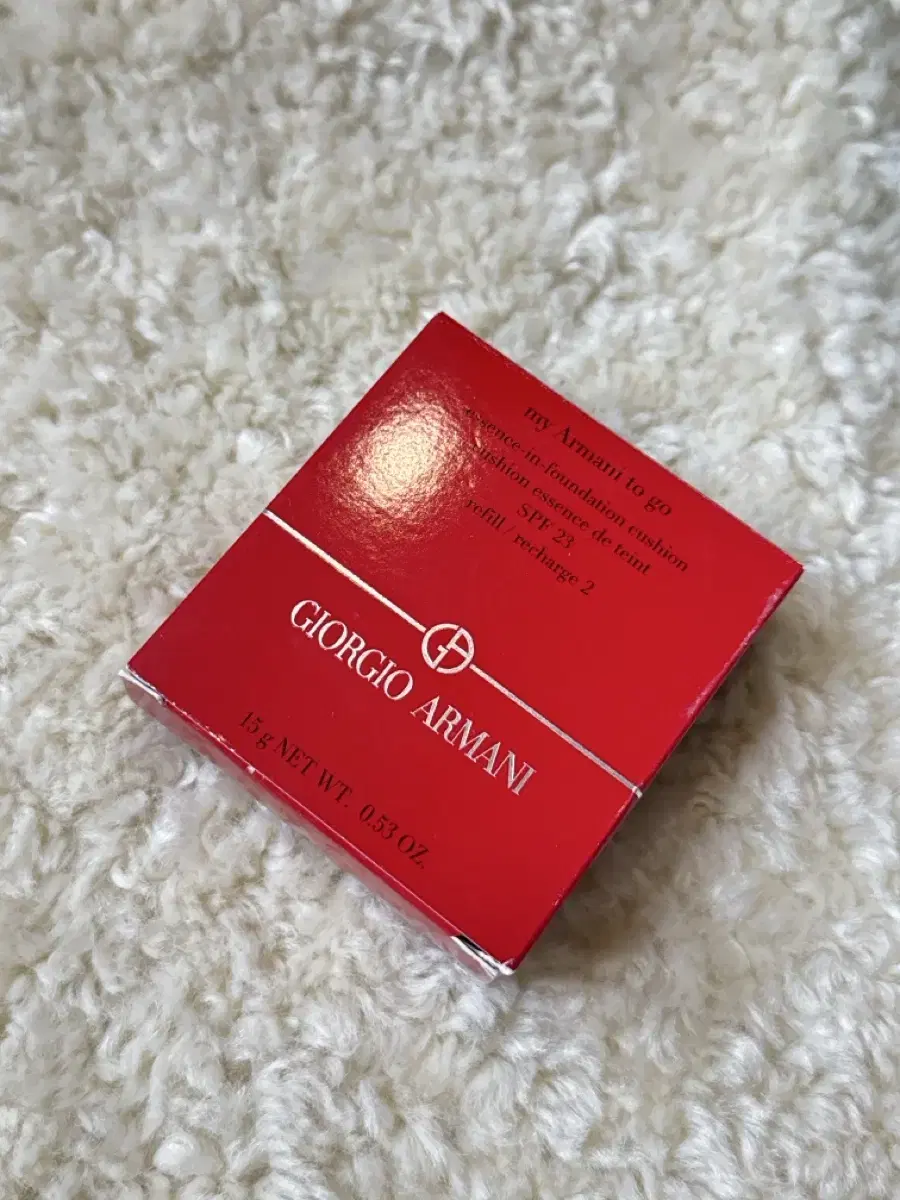 my Armani to go
essence-in-foundation cushion
cushion essence de teint
SPF 23
refill / recharge 2
GA
GIORGIO ARMANI
15 g NET WT. 0.53 OZ.